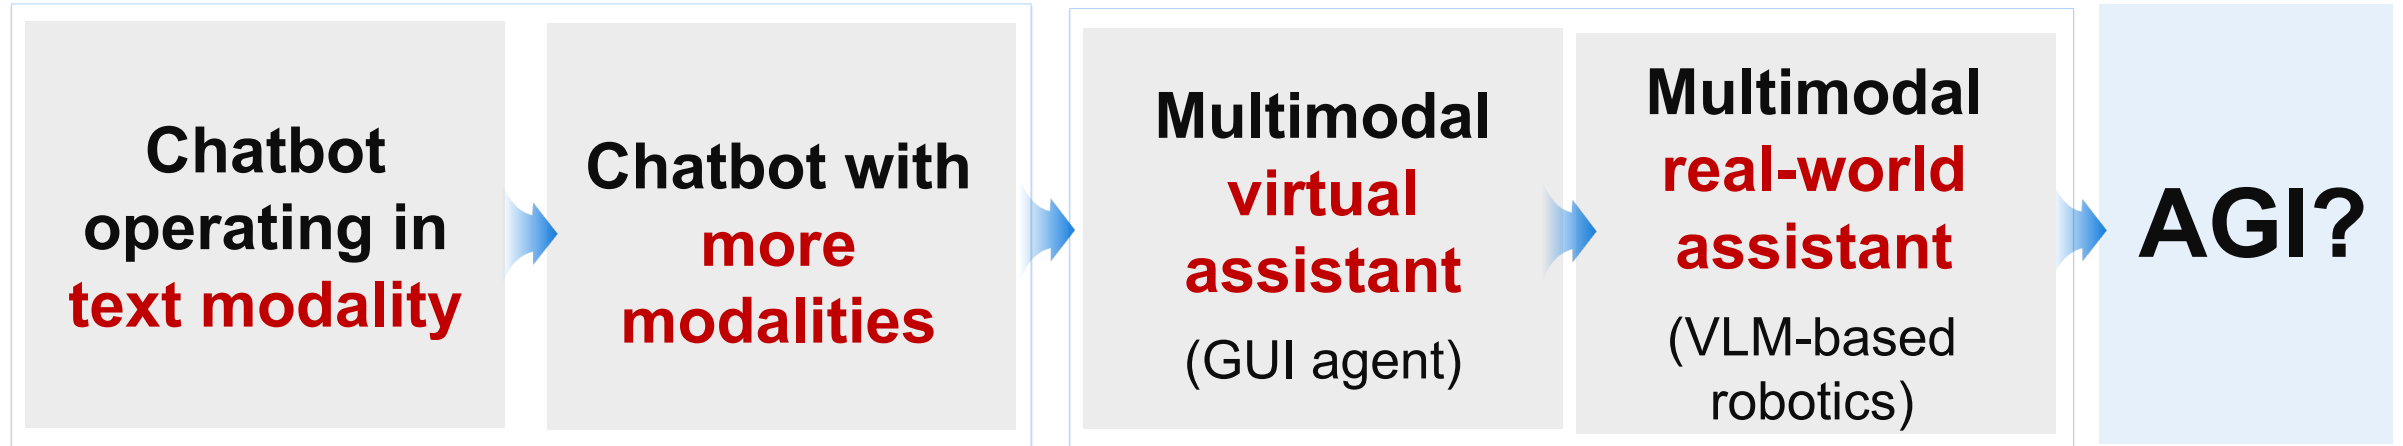 Chatbot
operating in
text modality
Chatbot with
more
modalities
Multimodal
virtual
assistant
(GUI agent)
Multimodal
real-world
assistant
(VLM-based
robotics)
AGI?